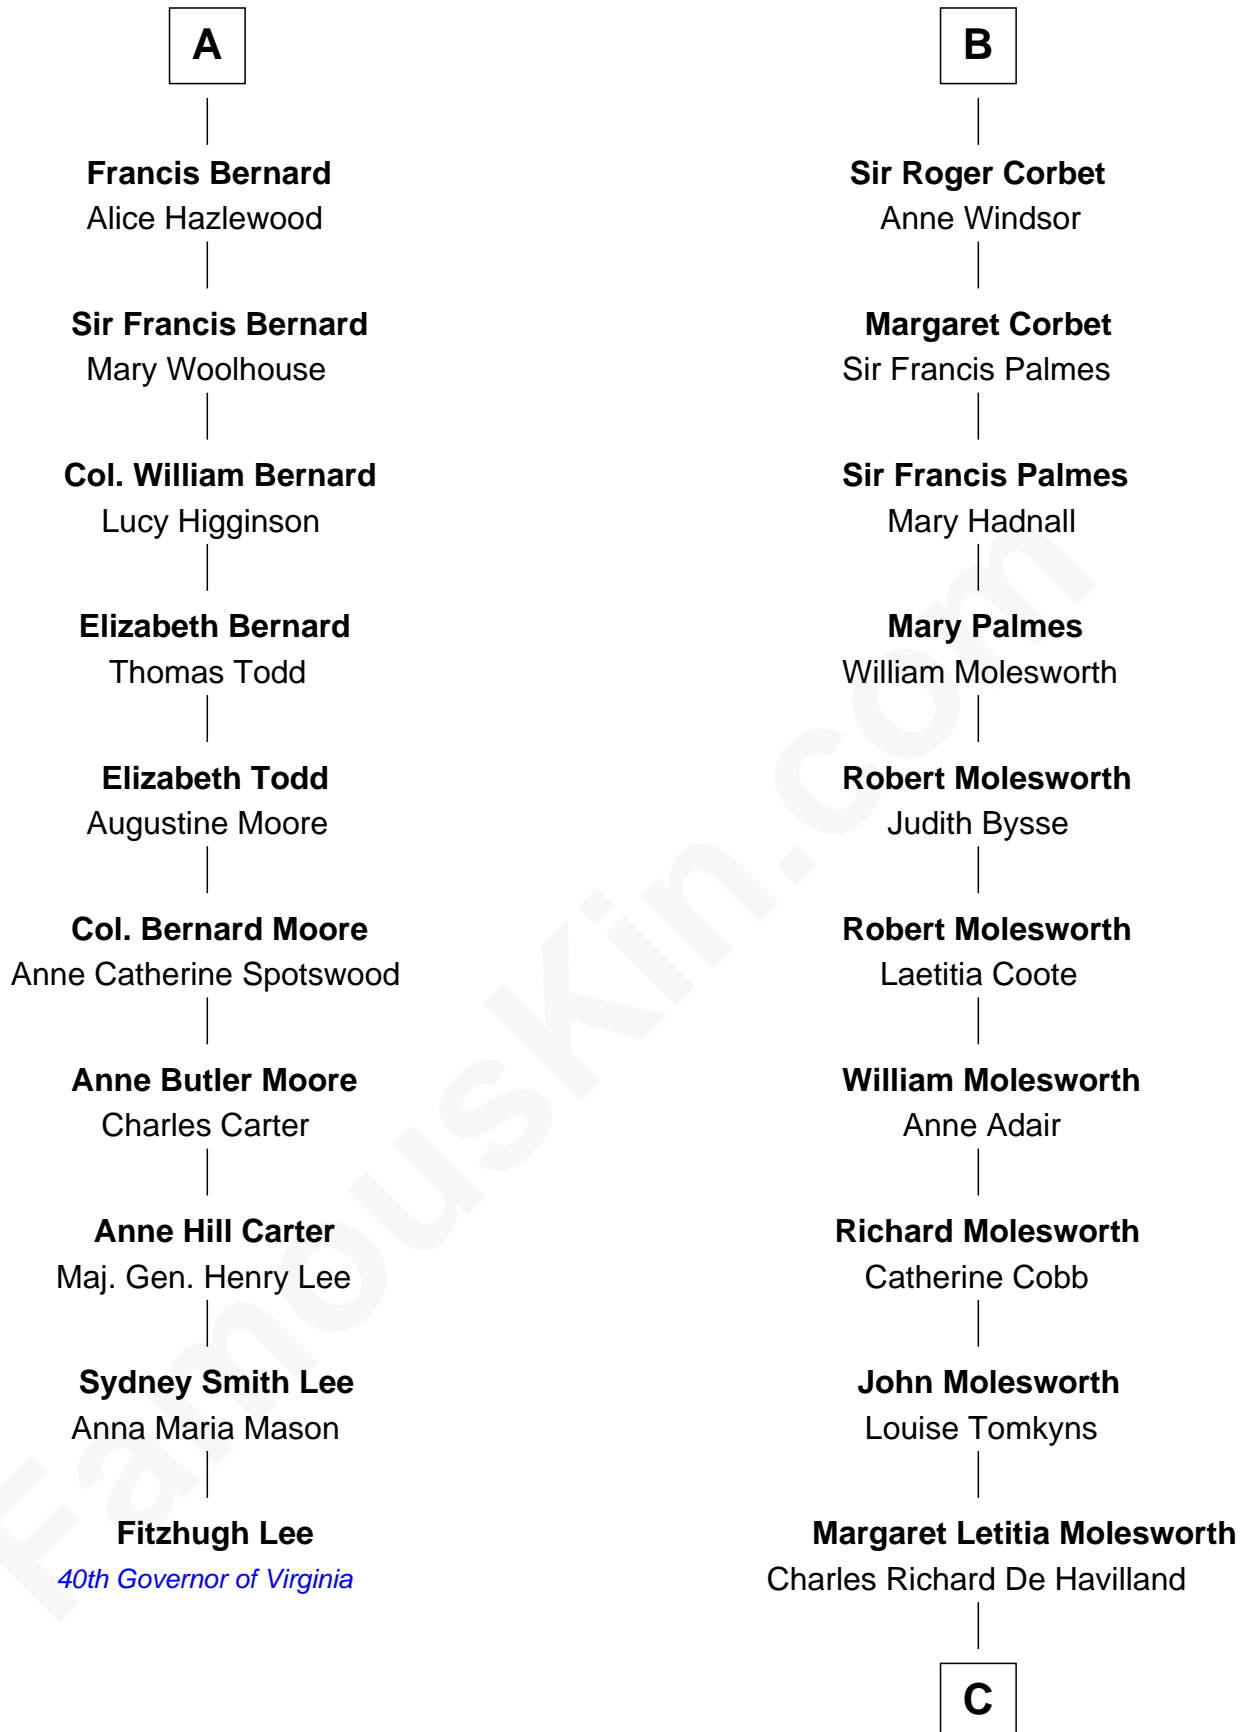 A
Francis Bernard
Alice Hazlewood
Sir Francis Bernard
Mary Woolhouse
Col. William Bernard
Lucy Higginson
Elizabeth Bernard
Thomas Todd
Elizabeth Todd
Augustine Moore
Col. Bernard Moore
Anne Catherine Spotswood
Anne Butler Moore
Charles Carter
Anne Hill Carter
Maj. Gen. Henry Lee
Sydney Smith Lee
Anna Maria Mason
Fitzhugh Lee
40th Governor of Virginia
B
Sir Roger Corbet
Anne Windsor
Margaret Corbet
Sir Francis Palmes
Sir Francis Palmes
Mary Hadnall
Mary Palmes
William Molesworth
Robert Molesworth
Judith Bysse
Robert Molesworth
Laetitia Coote
William Molesworth
Anne Adair
Richard Molesworth
Catherine Cobb
John Molesworth
Louise Tomkyns
Margaret Letitia Molesworth
Charles Richard De Havilland
C
FamousKin.com